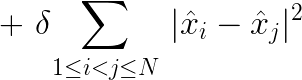 + δ∑_{1≤i<j≤N} |x̂_i − x̂_j|²